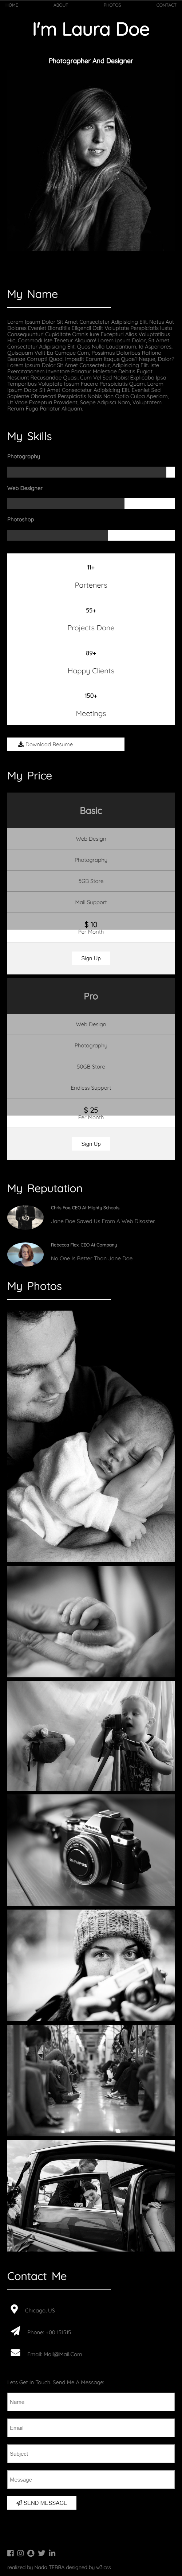 HOME ABOUT PHOTOS CONTACT
I'm Laura Doe
Photographer And Designer
My Name
Lorem Ipsum Dolor Sit Amet Consectetur Adipisicing Elit. Natus Aut
Dolores Eveniet Blanditiis Eligendi Odit Voluptate Perspiciatis Iusto
Consequuntur! Cupiditate Omnis Iure Excepturi Alias Voluptatibus
Hic, Commodi Iste Tenetur. Aliquam! Lorem Ipsum Dolor, Sit Amet
Consectetur Adipisicing Elit. Quos Nulla Laudantium, Id Asperiores,
Quisquam Velit Ea Cumque Cum, Possimus Doloribus Ratione
Beatae Corrupti Quod Impedit Earum Itaque Quae? Neque, Dolor?
Lorem Ipsum Dolor Sit Amet Consectetur, Adipisicing Elit. Iste
Exercitationem Inventore Pariatur Molestiae Debitis Fugiat
Nesciunt Recusandae Quasi, Cum Vel Sed Nobis! Explicabo Ipsa
Temporibus Voluptate Ipsum Facere Perspiciatis Quam. Lorem
Ipsum Dolor Sit Amet Consectetur Adipisicing Elit. Eveniet Sed
Sapiente Obcaecati Perspiciatis Nobis Non Optio Culpa Aperiam,
Ut Vitae Excepturi Provident, Saepe Adipisci Nam, Voluptatem
Rerum Fuga Pariatur Aliquam.
My Skills
Photography
Web Designer
Photoshop
11+
Parteners
55+
Projects Done
89+
Happy Clients
150+
Meetings
Download Resume
My Price
Basic
Web Design
Photography
5GB Store
Mail Support
$ 10
Per Month
Sign Up
Pro
Web Design
Photography
50GB Store
Endless Support
$ 25
Per Month
Sign Up
My Reputation
Chris Fox. CEO At Mighty Schools.
Jane Doe Saved Us From A Web Disaster.
Rebecca Flex. CEO At Company
No One Is Better Than Jane Doe.
My Photos
Contact Me
Chicago, US
Phone: +00 151515
Email: Mail@Mail.Com
Lets Get In Touch. Send Me A Message:
Name
Email
Subject
Message
SEND MESSAGE
realized by Nada TEBBA designed by w3.css